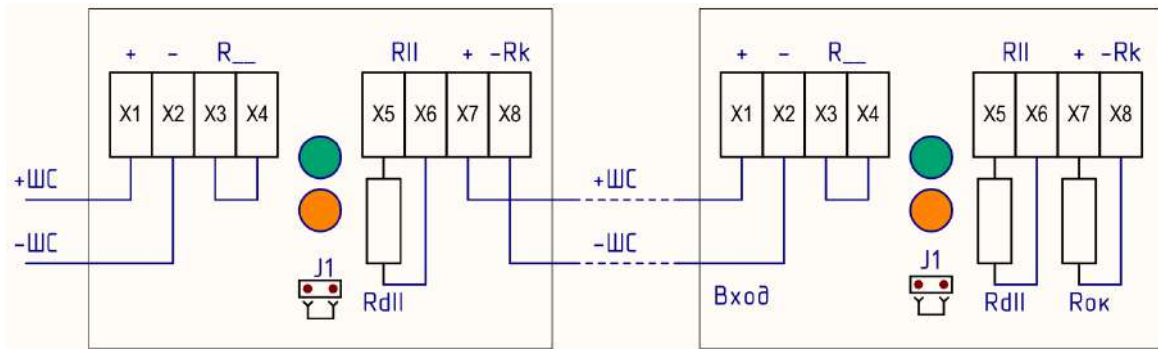 + - R__ RII + -Rk + - R__ RII + -Rk
X1 X2 X3 X4 X5 X6 X7 X8 X1 X2 X3 X4 X5 X6 X7 X8
+ШС +ШС
-ШС -ШС
J1 J1
RdII Вход RdII Rок